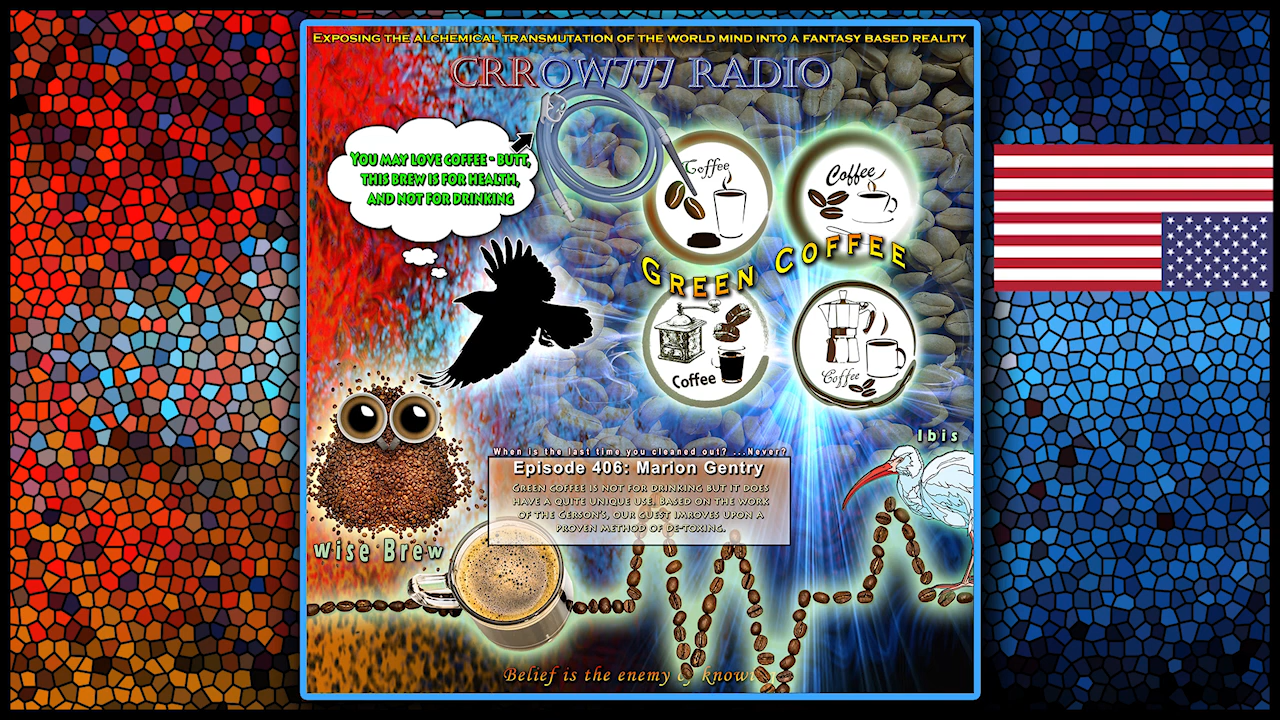 EXPOSING THE ALCHEMICAL TRANSMUTATION OF THE WORLD MIND INTO A FANTASY BASED REALITY
CRROW777 RADIO
YOU MAY LOVE COFFEE - BUTT,
THIS BREW IS FOR HEALTH,
AND NOT FOR DRINKING
Coffee
Coffee
GREEN COFFEE
Coffee
Coffee
Ibis
When is the last time you cleaned out? ...Never?
Episode 406: Marion Gentry
GREEN COFFEE IS NOT FOR DRINKING BUT IT DOES
HAVE A QUITE UNIQUE USE. BASED ON THE WORK
OF THE GERSON'S, OUR GUEST IMROVES UPON A
PROVEN METHOD OF DE-TOXING.
Wise Brew
Belief is the enemy of